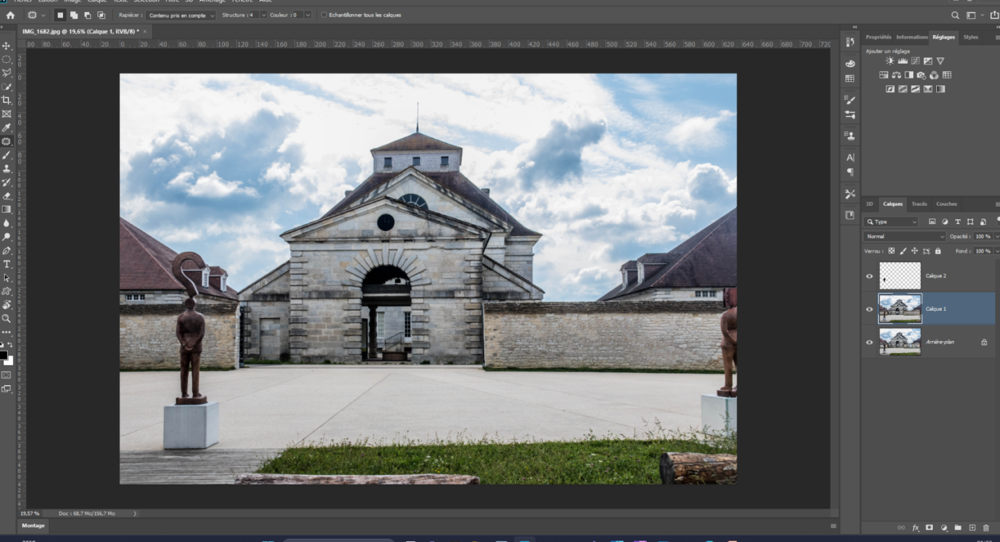 Fichier Edition Image Calque Texte Sélection Filtre 3D Affichage Fenêtre Aide
Rapiécer : Contenu pris en compte Structure : 4 Couleur : 0 Echantillonner tous les calques
IMG_1682.jpg @ 19,6% (Calque 1, RVB/8) * ×
00 80 60 40 20 0 20 40 60 80 100 120 140 160 180 200 220 240 260 280 300 320 340 360 380 400 420 440 460 480 500 520 540 560 580 600 620 640 660 680 700 720
Propriétés Informations Réglages Styles
Ajouter un réglage
3D Calques Tracés Couches
Type
Normal Opacité : 100 %
Verrou : Fond : 100 %
Calque 2
Calque 1
Arrière-plan
19,57 % Doc : 68,7 Mo/156,7 Mo
Montage